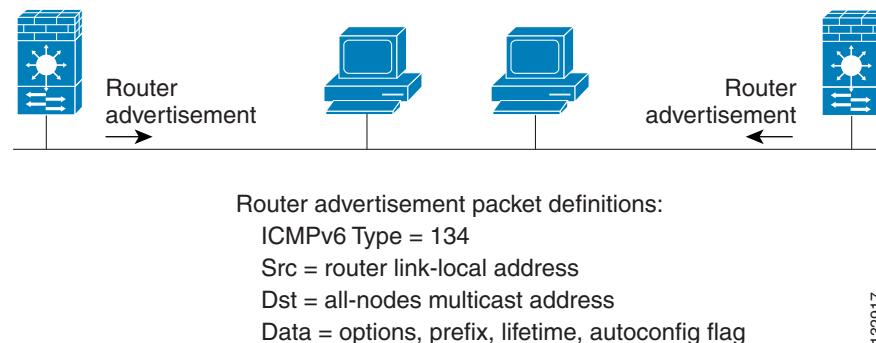 Router
advertisement
Router
advertisement
Router advertisement packet definitions:
ICMPv6 Type = 134
Src = router link-local address
Dst = all-nodes multicast address
Data = options, prefix, lifetime, autoconfig flag